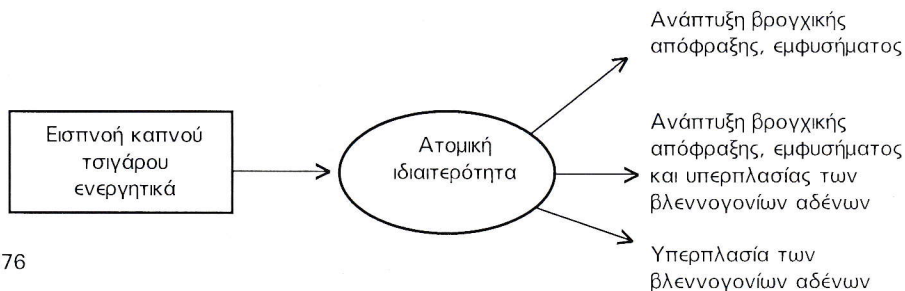 Ανάπτυξη βρογχικής
απόφραξης, εμφυσήματος
Εισπνοή καπνού
τσιγάρου
ενεργητικά
Ατομική
ιδιαιτερότητα
Ανάπτυξη βρογχικής
απόφραξης, εμφυσήματος
και υπερπλασίας των
βλεννογονίων αδένων
Υπερπλασία των
βλεννογονίων αδένων
76